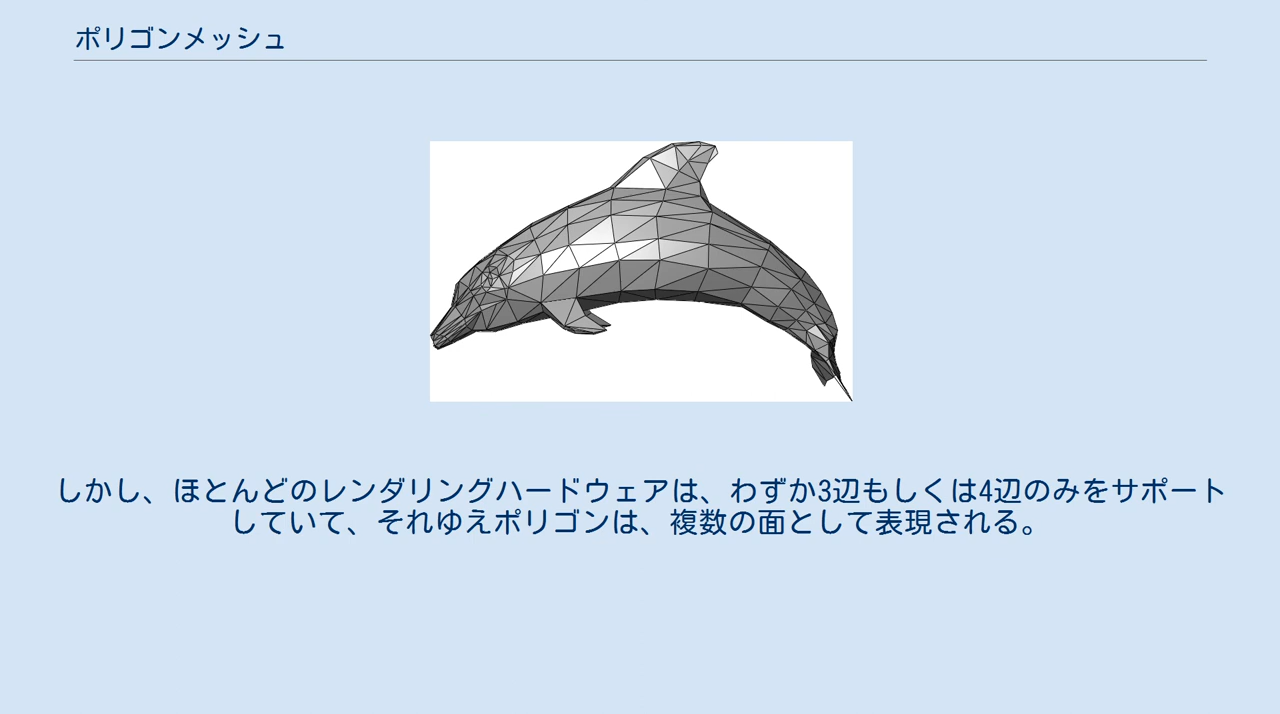 ポリゴンメッシュ
しかし、ほとんどのレンダリングハードウェアは、わずか3辺もしくは4辺のみをサポート
していて、それゆえポリゴンは、複数の面として表現される。